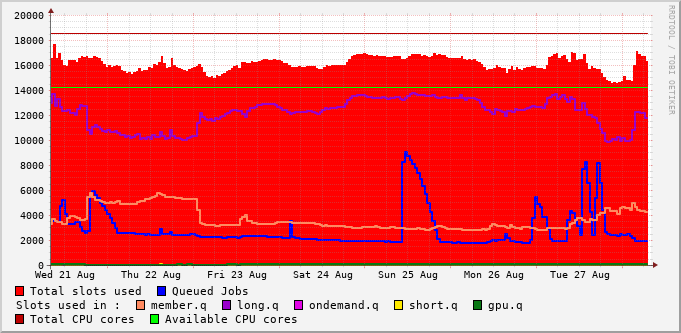 20000
18000
16000
14000
12000
10000
8000
6000
4000
2000
0
Wed 21 Aug Thu 22 Aug Fri 23 Aug Sat 24 Aug Sun 25 Aug Mon 26 Aug Tue 27 Aug
Total slots used Queued Jobs
Slots used in : member.q long.q ondemand.q short.q gpu.q
Total CPU cores Available CPU cores
RRDTOOL / TOBI OETIKER